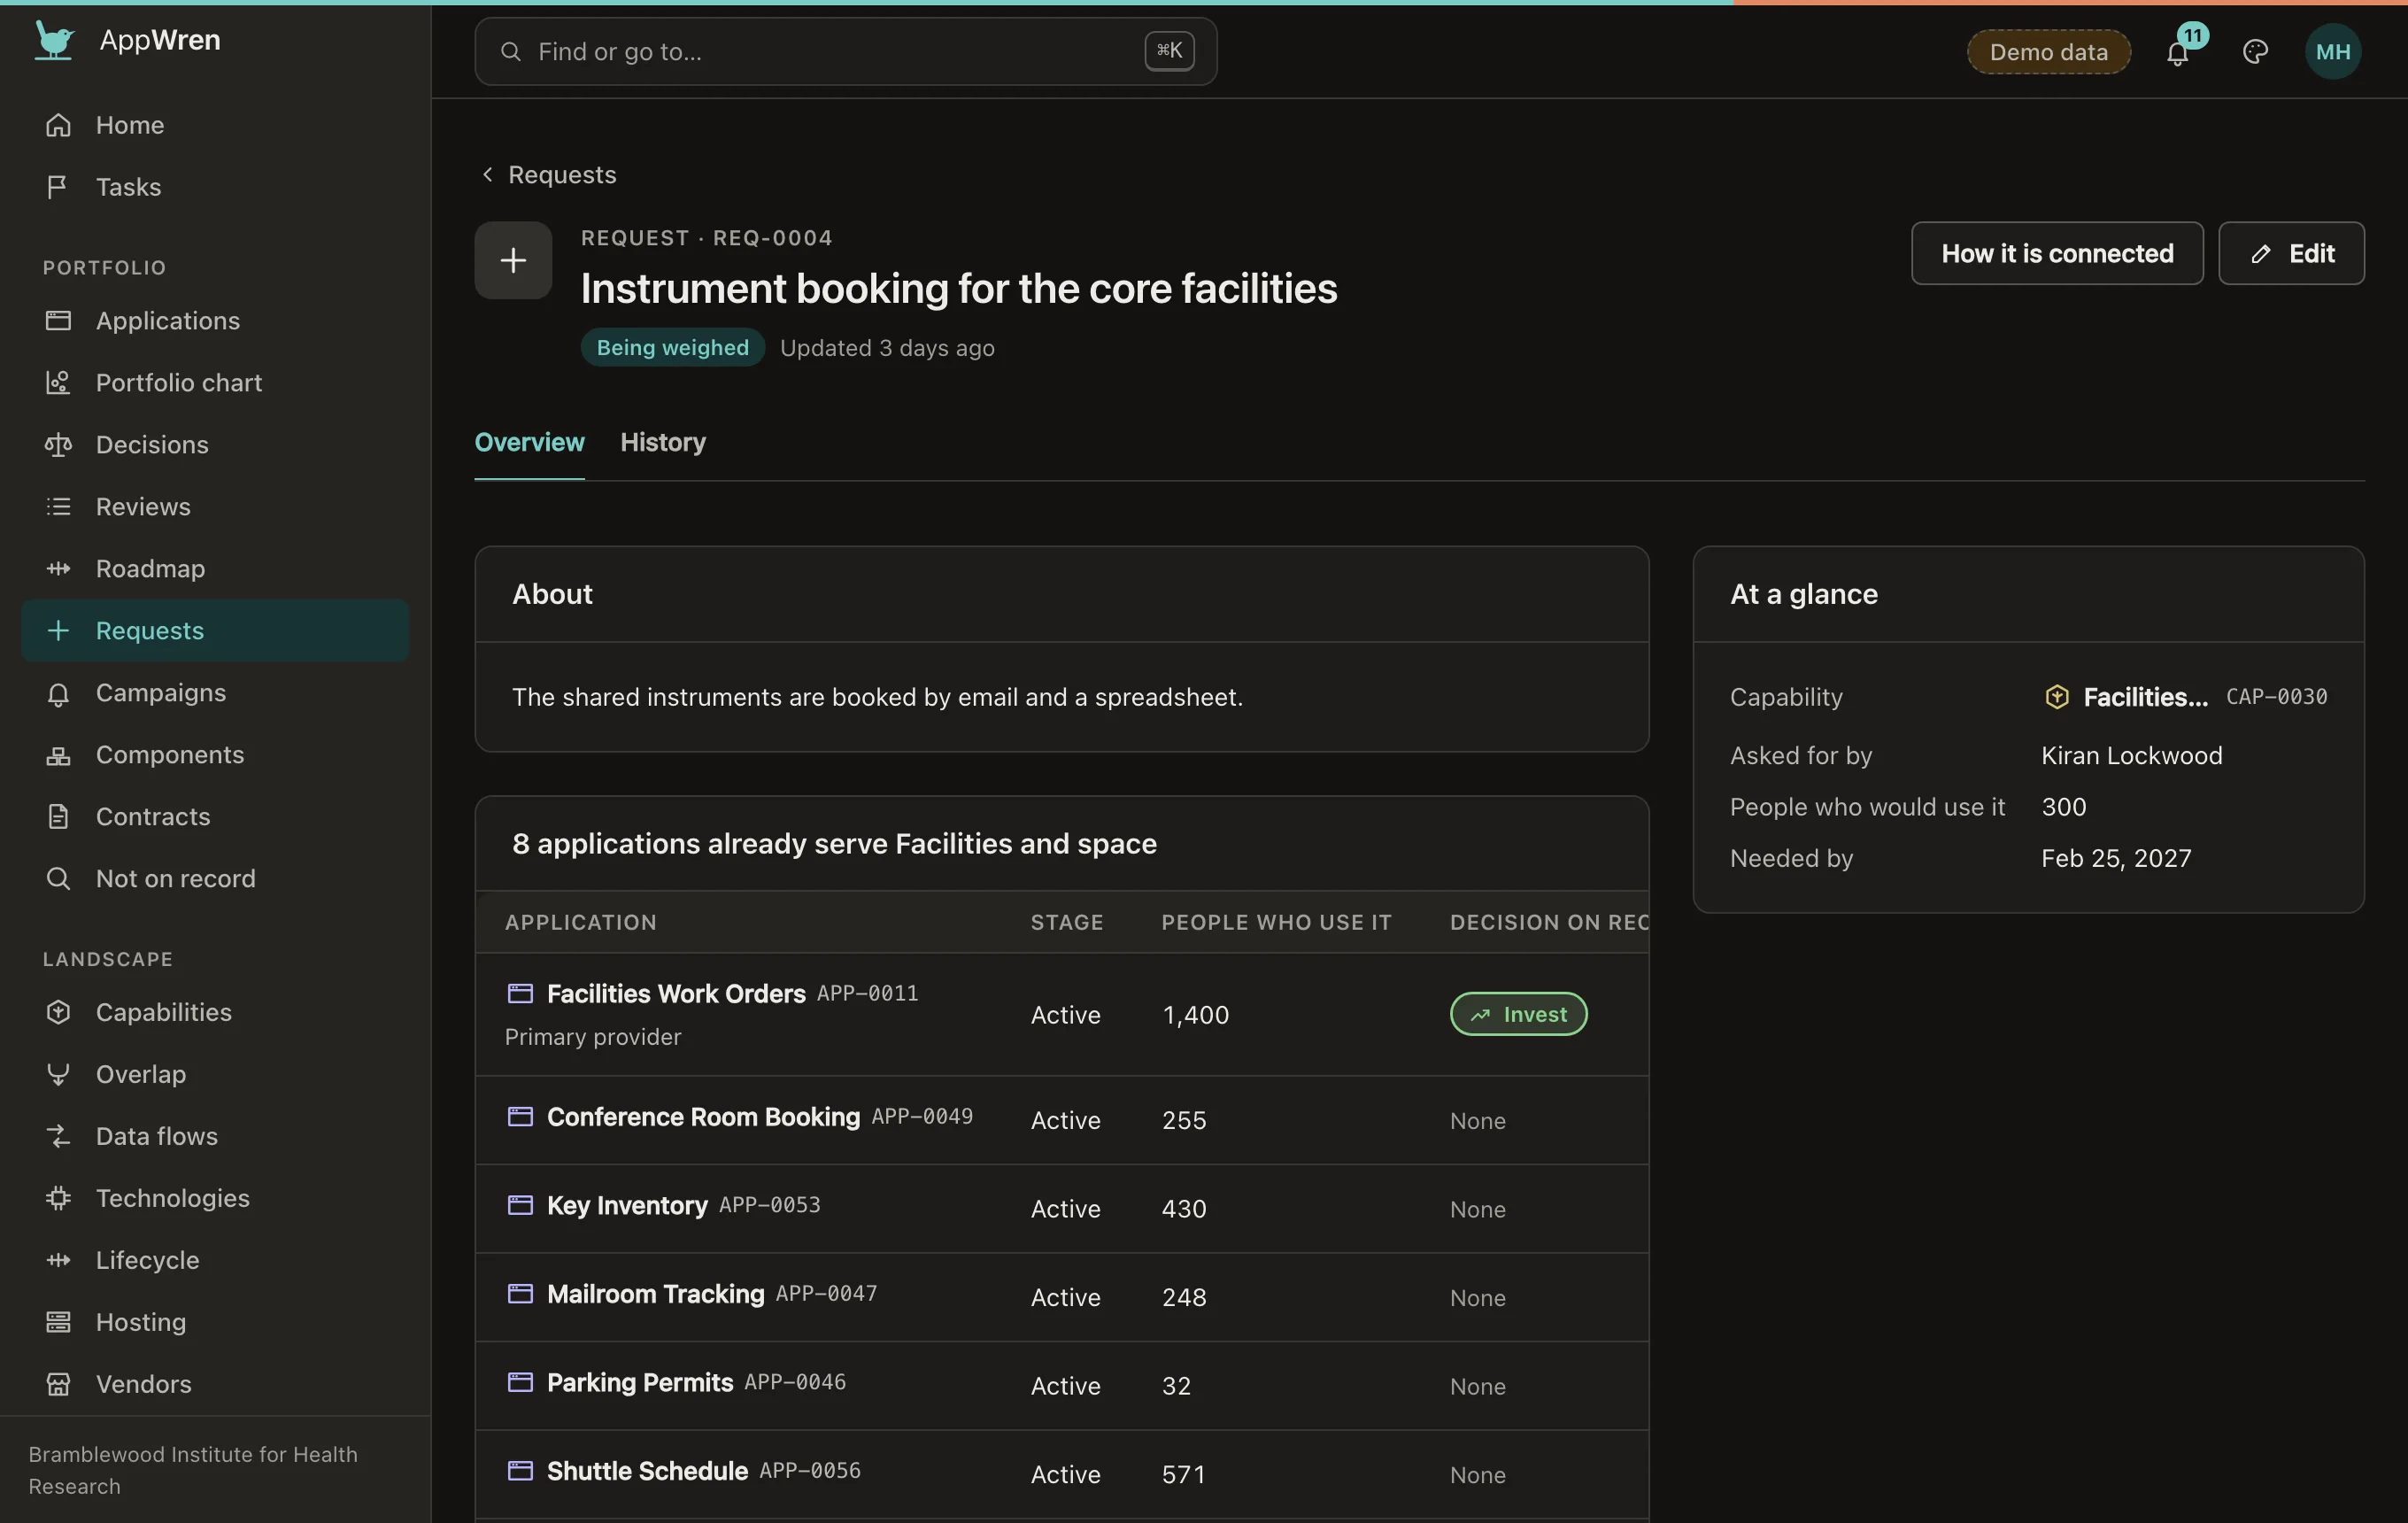 AppWren
Find or go to...
⌘K
Demo data
11
MH
Home
Tasks
PORTFOLIO
Applications
Portfolio chart
Decisions
Reviews
Roadmap
Requests
Campaigns
Components
Contracts
Not on record
LANDSCAPE
Capabilities
Overlap
Data flows
Technologies
Lifecycle
Hosting
Vendors
Bramblewood Institute for Health
Research
Requests
REQUEST · REQ-0004
Instrument booking for the core facilities
Being weighed Updated 3 days ago
How it is connected
Edit
Overview History
About
The shared instruments are booked by email and a spreadsheet.
8 applications already serve Facilities and space
APPLICATION STAGE PEOPLE WHO USE IT DECISION ON REC
Facilities Work Orders APP-0011 Active 1,400 Invest
Primary provider
Conference Room Booking APP-0049 Active 255 None
Key Inventory APP-0053 Active 430 None
Mailroom Tracking APP-0047 Active 248 None
Parking Permits APP-0046 Active 32 None
Shuttle Schedule APP-0056 Active 571 None
At a glance
Capability Facilities... CAP-0030
Asked for by Kiran Lockwood
People who would use it 300
Needed by Feb 25, 2027